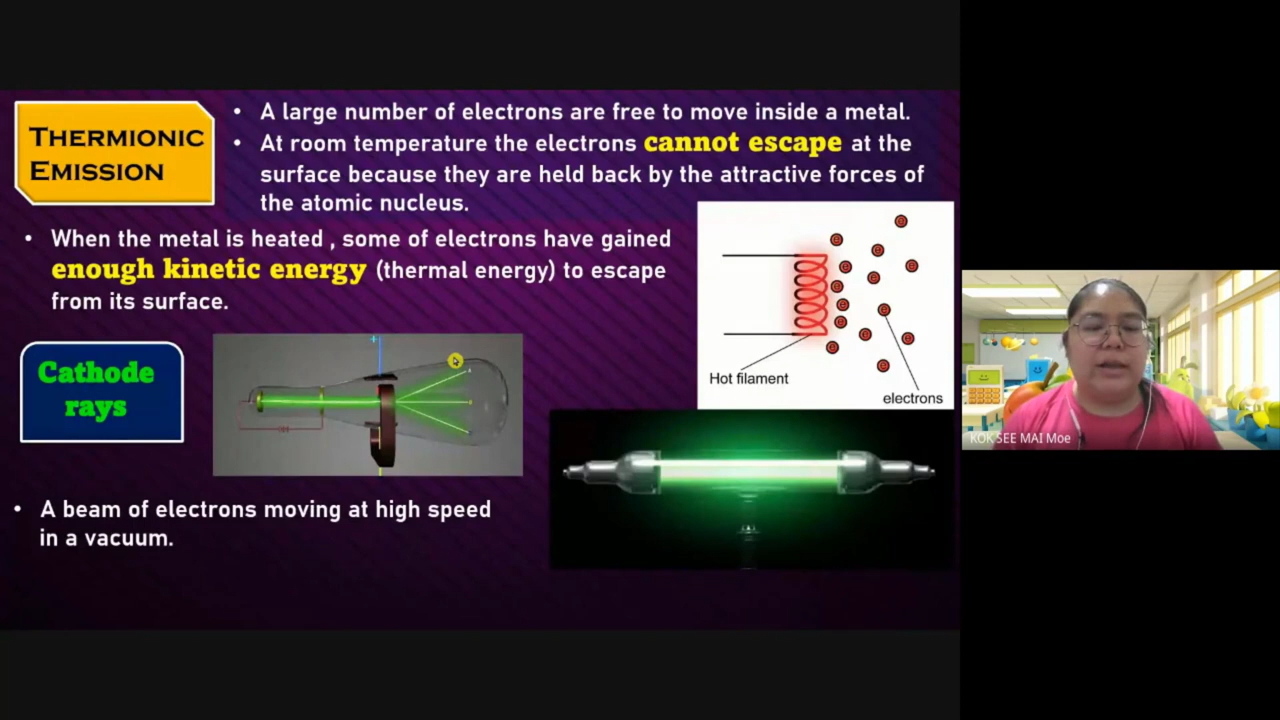 THERMIONIC
EMISSION
• A large number of electrons are free to move inside a metal.
• At room temperature the electrons cannot escape at the
surface because they are held back by the attractive forces of
the atomic nucleus.
• When the metal is heated , some of electrons have gained
enough kinetic energy (thermal energy) to escape
from its surface.
Hot filament
electrons
Cathode
rays
• A beam of electrons moving at high speed
in a vacuum.
KOK SEE MAI Moe